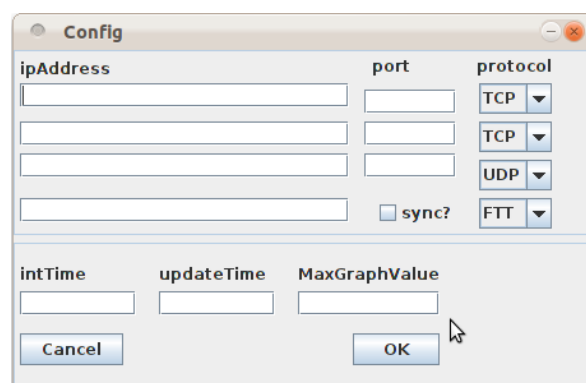 Config
ipAddress port protocol
TCP
TCP
UDP
sync? FTT
intTime updateTime MaxGraphValue
Cancel OK